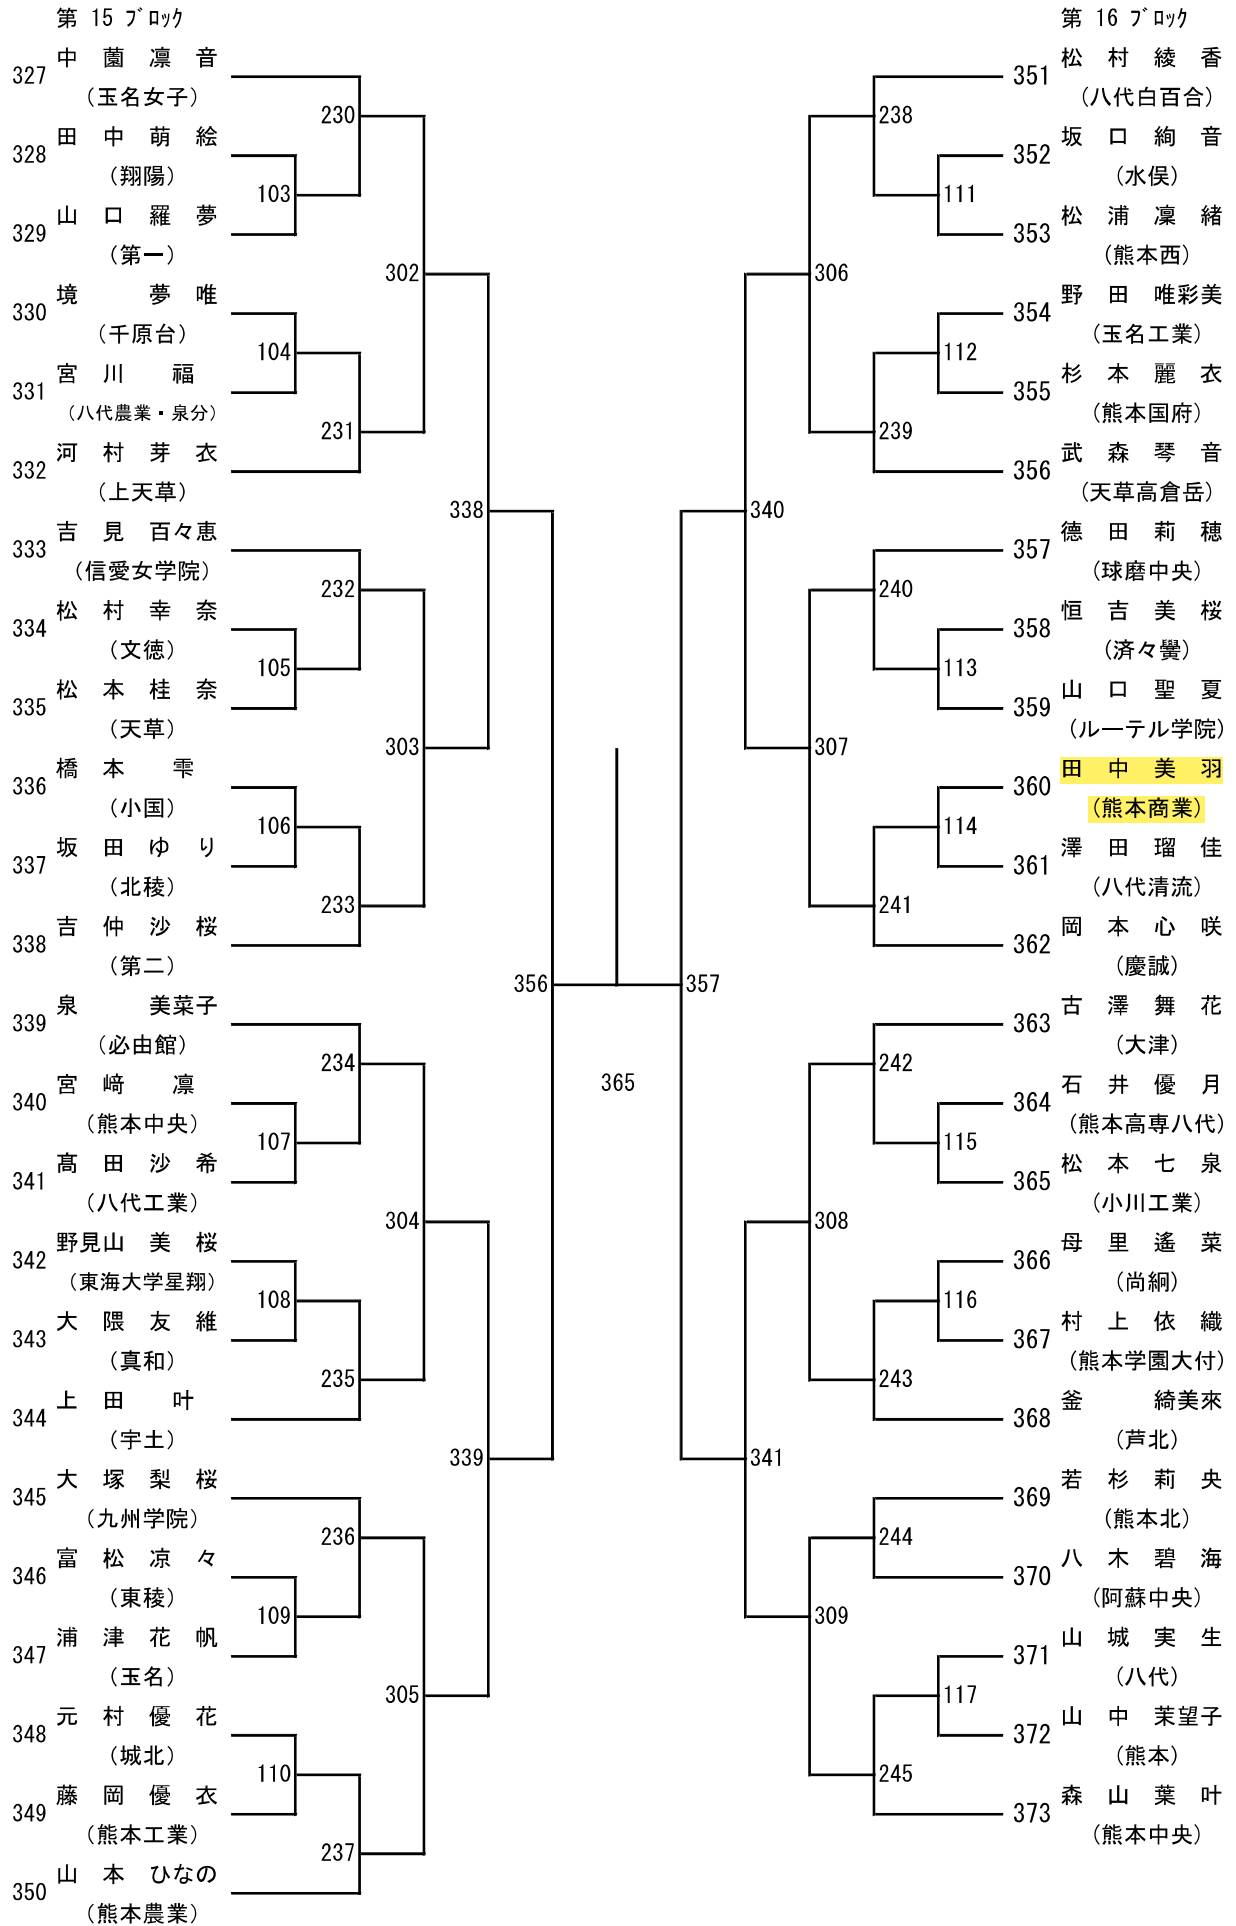 第 15 ブロック
327 中 薗 凛 音
(玉名女子)
328 田 中 萌 絵
(翔陽)
329 山 口 羅 夢
(第一)
330 境 夢 唯
(千原台)
331 宮 川 福
(八代農業・泉分)
332 河 村 芽 衣
(上天草)
333 吉 見 百々恵
(信愛女学院)
334 松 村 幸 奈
(文徳)
335 松 本 桂 奈
(天草)
336 橋 本 雫
(小国)
337 坂 田 ゆ り
(北稜)
338 吉 仲 沙 桜
(第二)
339 泉 美菜子
(必由館)
340 宮 﨑 凛
(熊本中央)
341 髙 田 沙 希
(八代工業)
342 野見山 美 桜
(東海大学星翔)
343 大 隈 友 維
(真和)
344 上 田 叶
(宇土)
345 大 塚 梨 桜
(九州学院)
346 富 松 凉 々
(東稜)
347 浦 津 花 帆
(玉名)
348 元 村 優 花
(城北)
349 藤 岡 優 衣
(熊本工業)
350 山 本 ひなの
(熊本農業)
103
104
105
106
107
108
109
110
230
231
232
233
234
235
236
237
302
303
304
305
338
339
356
365
357
340
341
306
307
308
309
238
239
240
241
242
243
244
245
111
112
113
114
115
116
117
第 16 ブロック
351 松 村 綾 香
(八代白百合)
352 坂 口 絢 音
(水俣)
353 松 浦 凜 緒
(熊本西)
354 野 田 唯彩美
(玉名工業)
355 杉 本 麗 衣
(熊本国府)
356 武 森 琴 音
(天草高倉岳)
357 德 田 莉 穂
(球磨中央)
358 恒 吉 美 桜
(済々黌)
359 山 口 聖 夏
(ルーテル学院)
360 田 中 美 羽
(熊本商業)
361 澤 田 瑠 佳
(八代清流)
362 岡 本 心 咲
(慶誠)
363 古 澤 舞 花
(大津)
364 石 井 優 月
(熊本高専八代)
365 松 本 七 泉
(小川工業)
366 母 里 遙 菜
(尚絅)
367 村 上 依 織
(熊本学園大付)
368 釜 綺美來
(芦北)
369 若 杉 莉 央
(熊本北)
370 八 木 碧 海
(阿蘇中央)
371 山 城 実 生
(八代)
372 山 中 茉望子
(熊本)
373 森 山 葉 叶
(熊本中央)